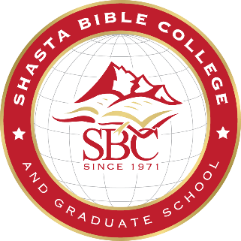 SHASTA BIBLE COLLEGE
SBC
SINCE 1971
AND GRADUATE SCHOOL